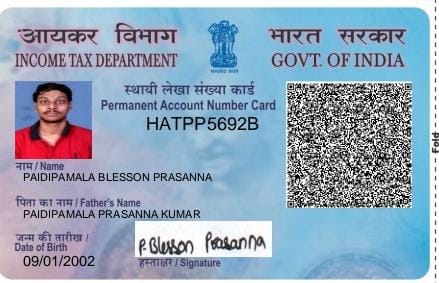 आयकर विभाग
INCOME TAX DEPARTMENT
भारत सरकार
GOVT. OF INDIA
स्थायी लेखा संख्या कार्ड
Permanent Account Number Card
HATPP5692B
नाम / Name
PAIDIPAMALA BLESSON PRASANNA
पिता का नाम / Father's Name
PAIDIPAMALA PRASANNA KUMAR
जन्म की तारीख /
Date of Birth
09/01/2002
P. Blesson Prasanna
हस्ताक्षर / Signature
Fold